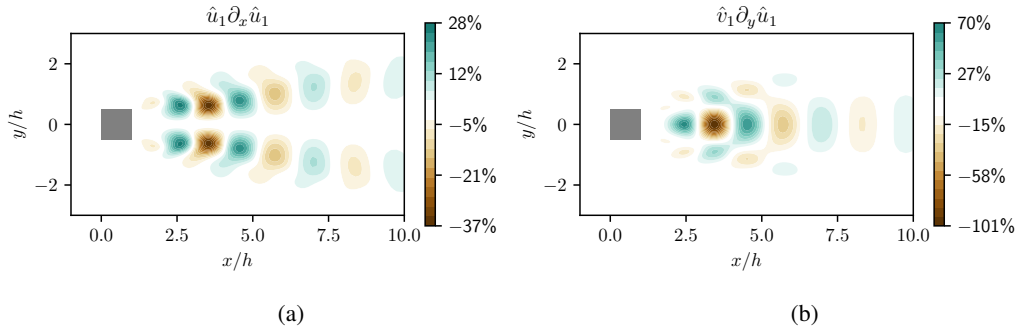 û₁∂ₓû₁
v̂₁∂ᵧû₁
28%
12%
−5%
−21%
−37%
70%
27%
−15%
−58%
−101%
2
0
−2
y/h
2
0
−2
y/h
0.0 2.5 5.0 7.5 10.0
x/h
0.0 2.5 5.0 7.5 10.0
x/h
(a)
(b)